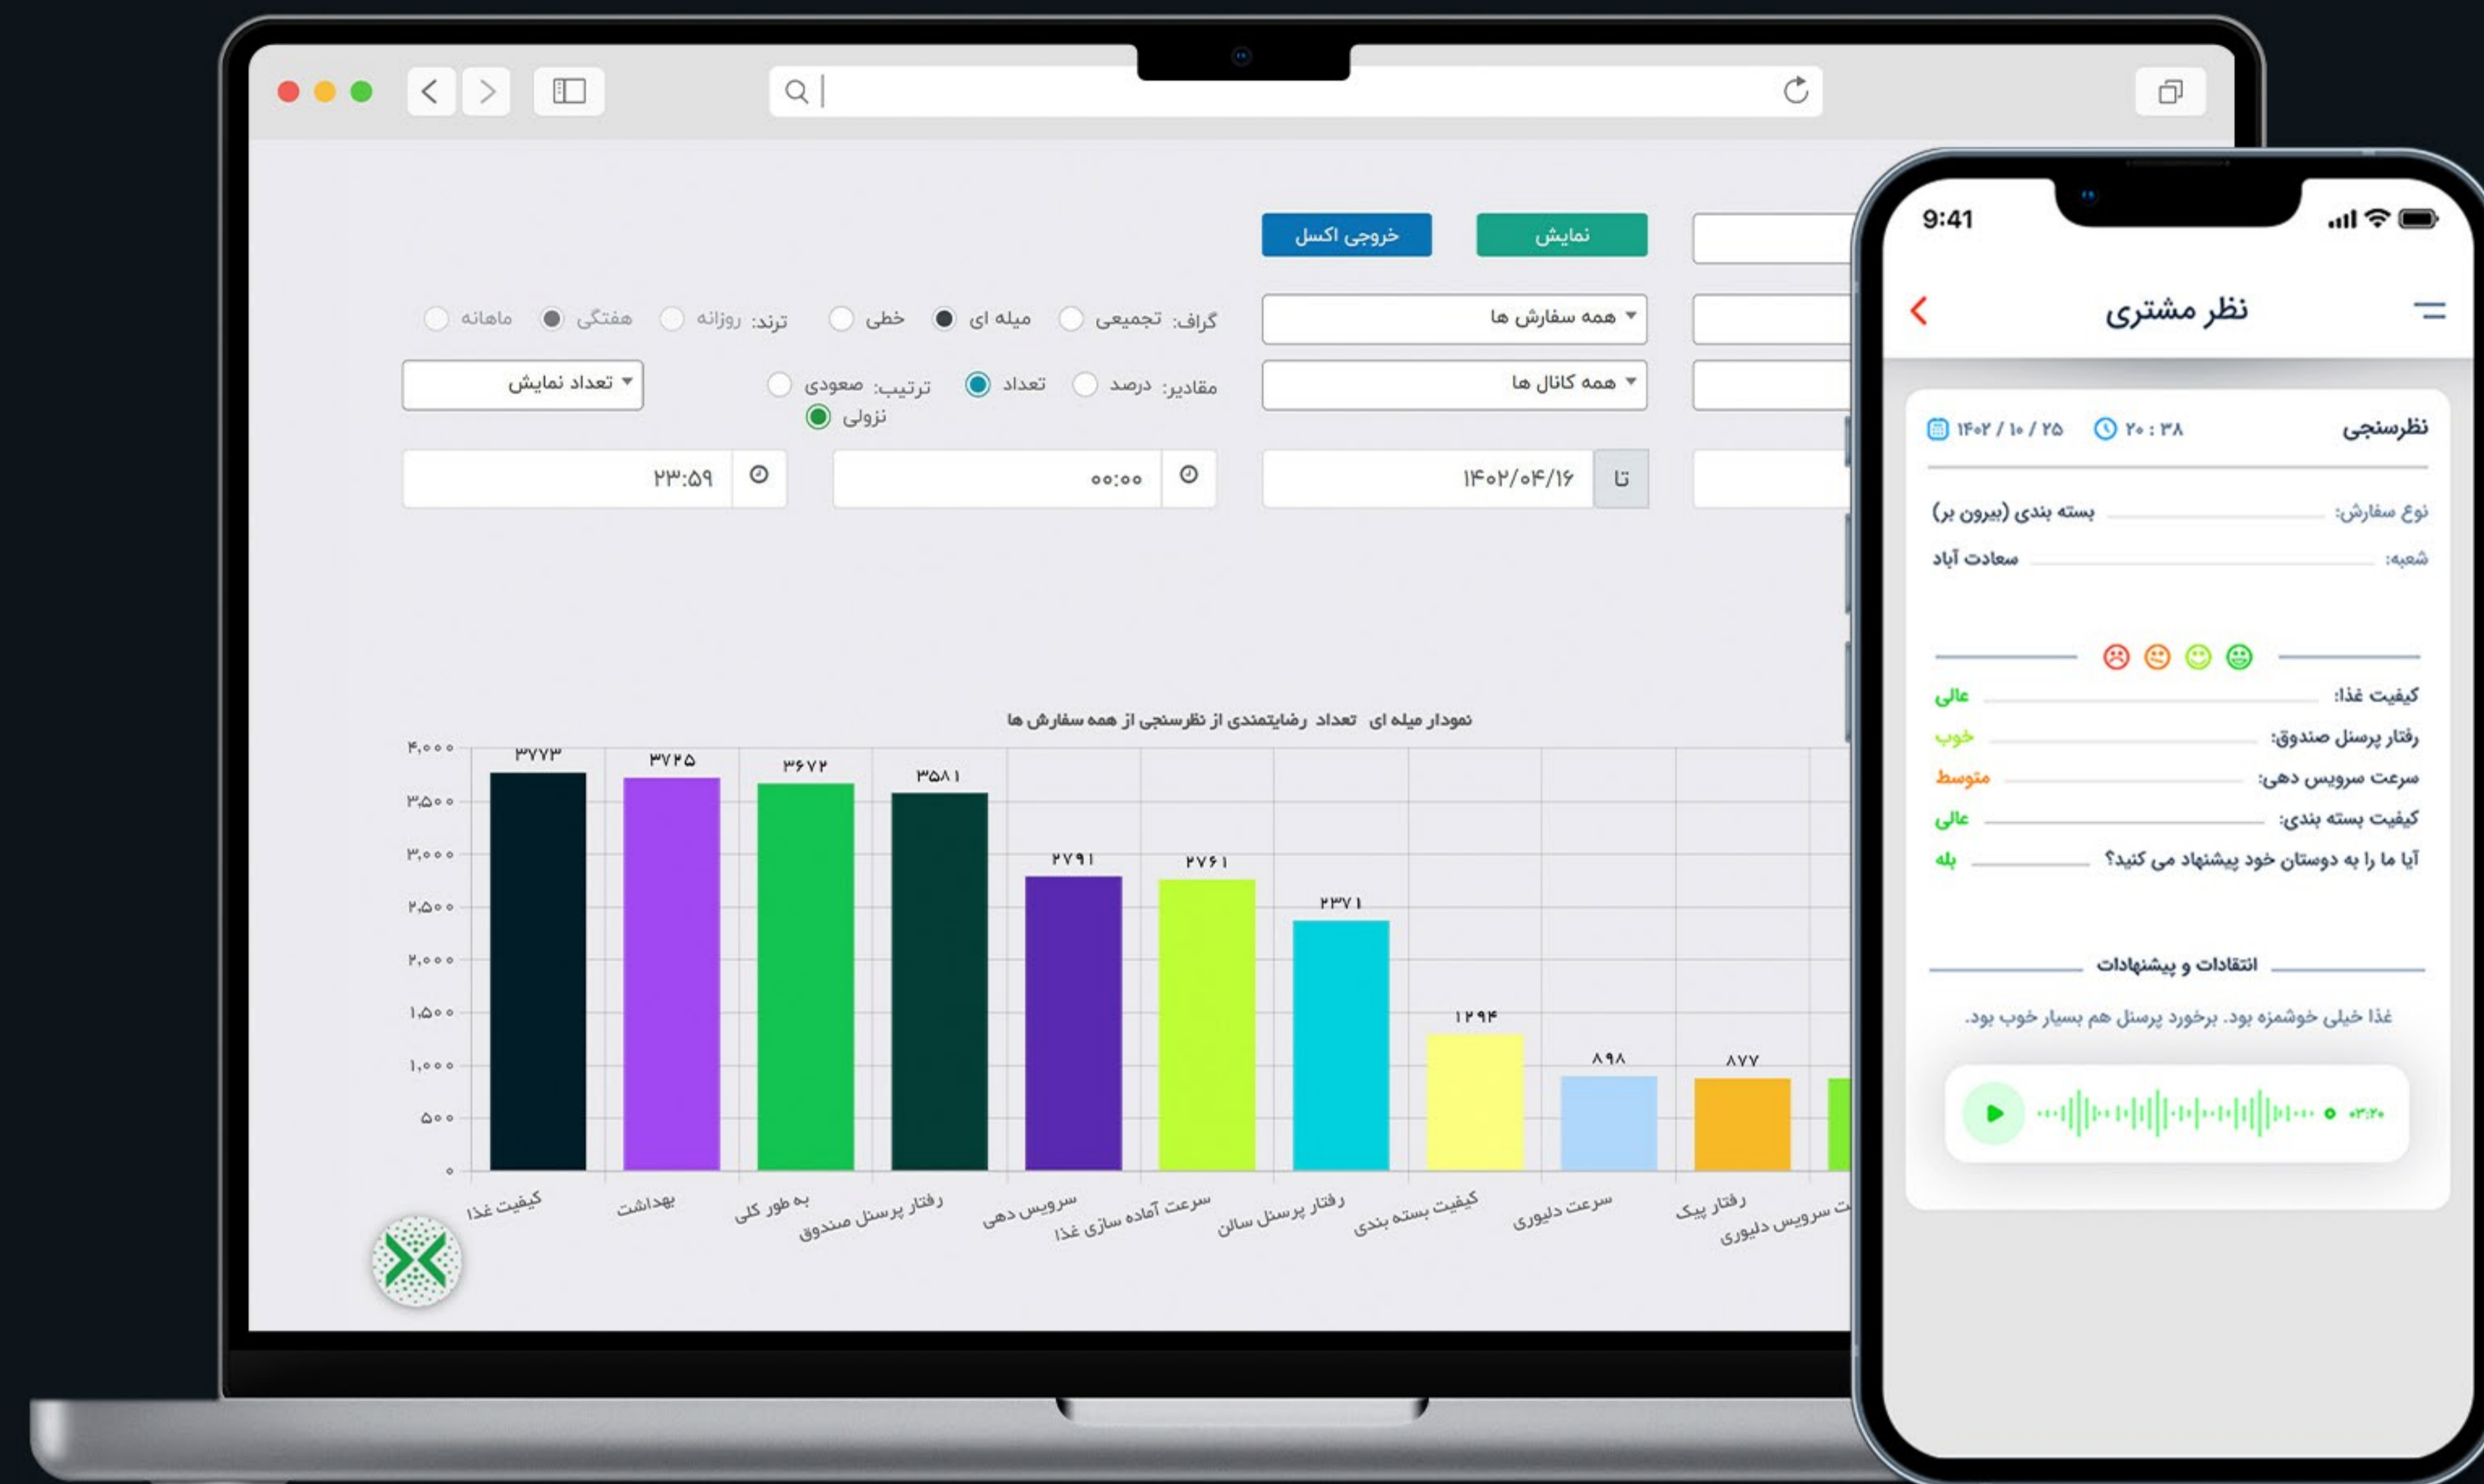 نمایش خروجی اکسل
همه سفارش ها گراف: تجمیعی میله ای خطی ترند: روزانه هفتگی ماهانه
همه کانال ها مقادیر: درصد تعداد ترتیب: صعودی تعداد نمایش
نزولی
تا ۱۴۰۲/۰۴/۱۶ ۰۰:۰۰ ۲۳:۵۹
نمودار میله ای تعداد رضایتمندی از نظرسنجی از همه سفارش ها
۴,۰۰۰
۳,۵۰۰
۳,۰۰۰
۲,۵۰۰
۲,۰۰۰
۱,۵۰۰
۱,۰۰۰
۵۰۰
۰
۳۷۷۳
۳۷۲۵
۳۶۷۲
۳۵۸۱
۲۷۹۱
۲۷۶۱
۲۳۷۱
۱۲۹۴
۸۹۸
۸۷۷
کیفیت غذا
بهداشت
به طور کلی
رفتار پرسنل صندوق
سرویس دهی
سرعت آماده سازی غذا
رفتار پرسنل سالن
کیفیت بسته بندی
سرعت دلیوری
رفتار پیک
سرویس دلیوری
9:41
نظر مشتری
نظرسنجی ۲۰ : ۳۸ ۱۴۰۲ / ۱۰ / ۲۵
نوع سفارش: بسته بندی (بیرون بر)
شعبه: سعادت آباد
کیفیت غذا: عالی
رفتار پرسنل صندوق: خوب
سرعت سرویس دهی: متوسط
کیفیت بسته بندی: عالی
آیا ما را به دوستان خود پیشنهاد می کنید؟ بله
انتقادات و پیشنهادات
غذا خیلی خوشمزه بود. برخورد پرسنل هم بسیار خوب بود.
۰۳:۲۰